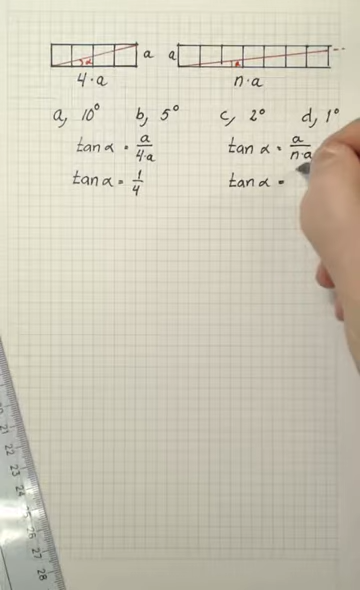 α a a α ...
4·a n·a
a, 10° b, 5° c, 2° d, 1°
tan α = a/4·a tan α = a/n·a
tan α = 1/4 tan α =
21
22
23
24
25
26
27
28